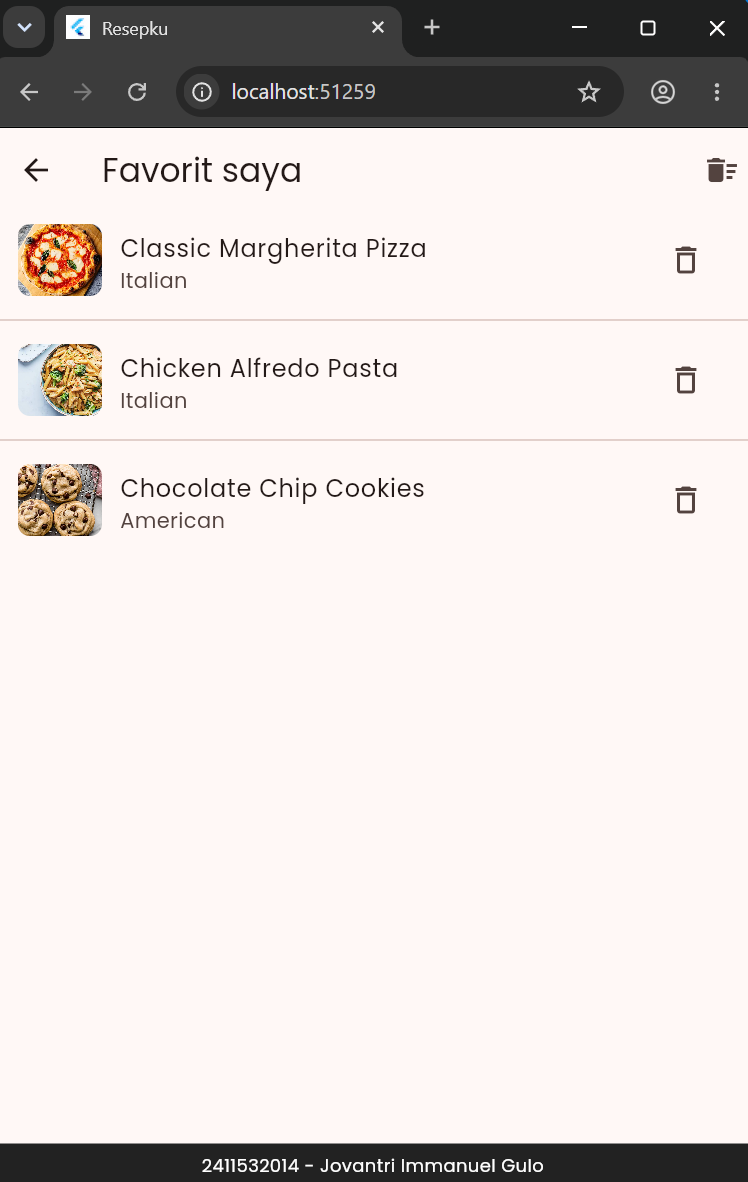 Resepku
localhost:51259
Favorit saya
Classic Margherita Pizza
Italian
Chicken Alfredo Pasta
Italian
Chocolate Chip Cookies
American
2411532014 - Jovantri Immanuel Gulo